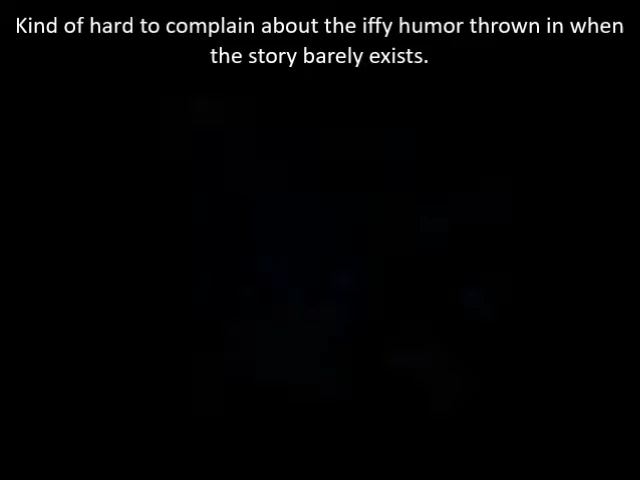 Kind of hard to complain about the iffy humor thrown in when
the story barely exists.